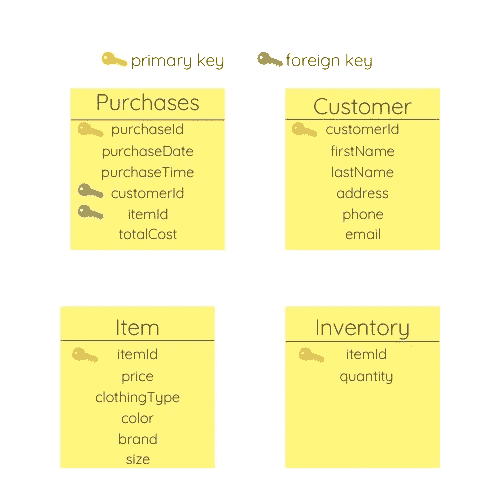 primary key foreign key
Purchases
purchaseId
purchaseDate
purchaseTime
customerId
itemId
totalCost
Customer
customerId
firstName
lastName
address
phone
email
Item
itemId
price
clothingType
color
brand
size
Inventory
itemId
quantity